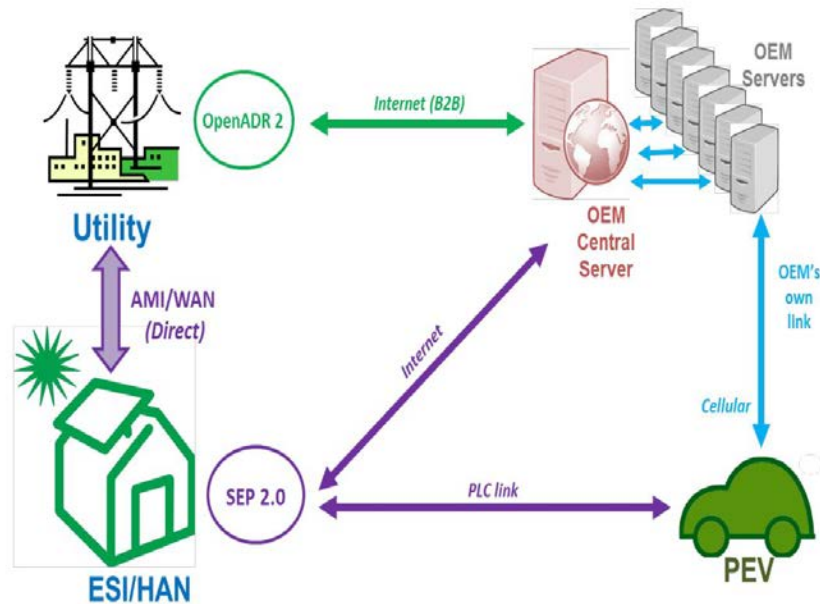 OpenADR 2
Internet (B2B)
OEM
Servers
Utility
OEM
Central
Server
AMI/WAN
(Direct)
OEM's
own
link
Internet
Cellular
SEP 2.0
PLC link
ESI/HAN
PEV